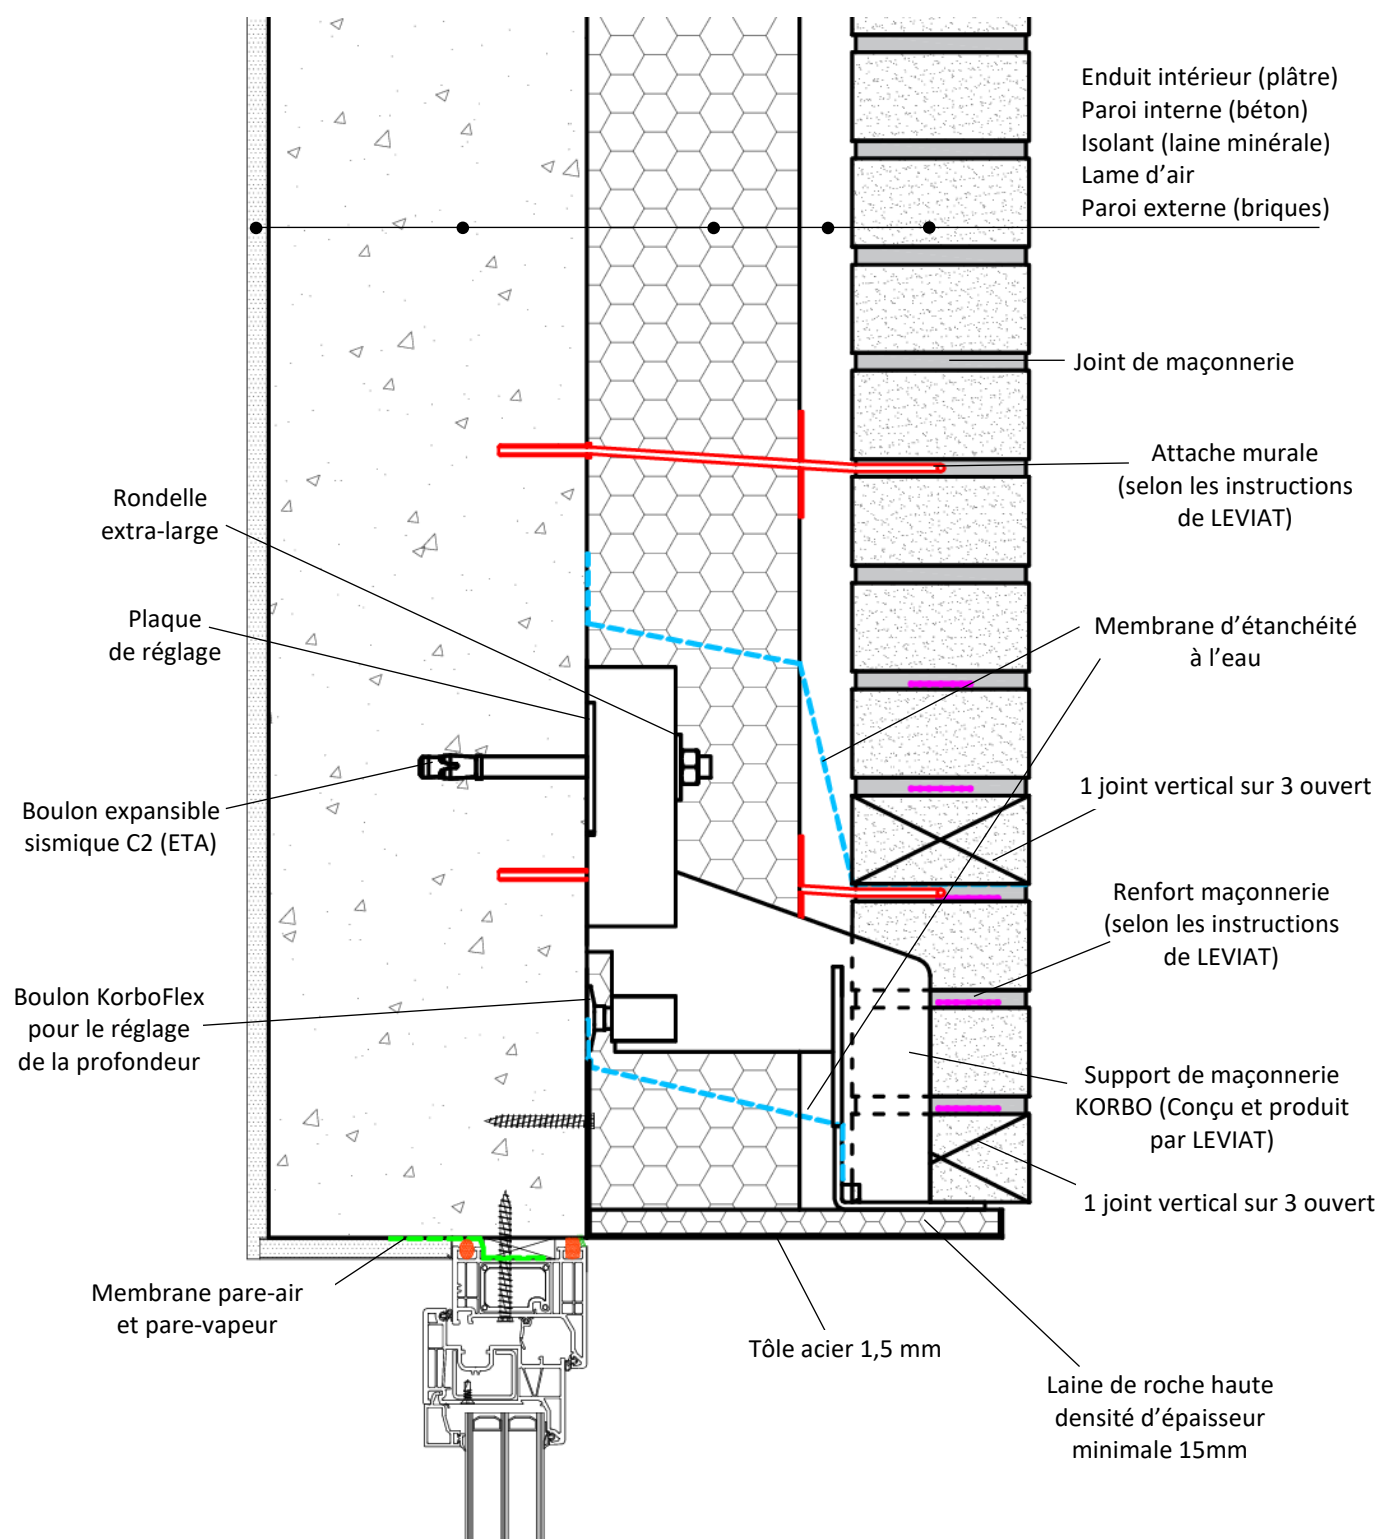 Enduit intérieur (plâtre)
Paroi interne (béton)
Isolant (laine minérale)
Lame d’air
Paroi externe (briques)
Joint de maçonnerie
Attache murale
(selon les instructions
de LEVIAT)
Rondelle
extra-large
Plaque
de réglage
Membrane d’étanchéité
à l’eau
Boulon expansible
sismique C2 (ETA)
1 joint vertical sur 3 ouvert
Renfort maçonnerie
(selon les instructions
de LEVIAT)
Boulon KorboFlex
pour le réglage
de la profondeur
Support de maçonnerie
KORBO (Conçu et produit
par LEVIAT)
1 joint vertical sur 3 ouvert
Membrane pare-air
et pare-vapeur
Tôle acier 1,5 mm
Laine de roche haute
densité d’épaisseur
minimale 15mm